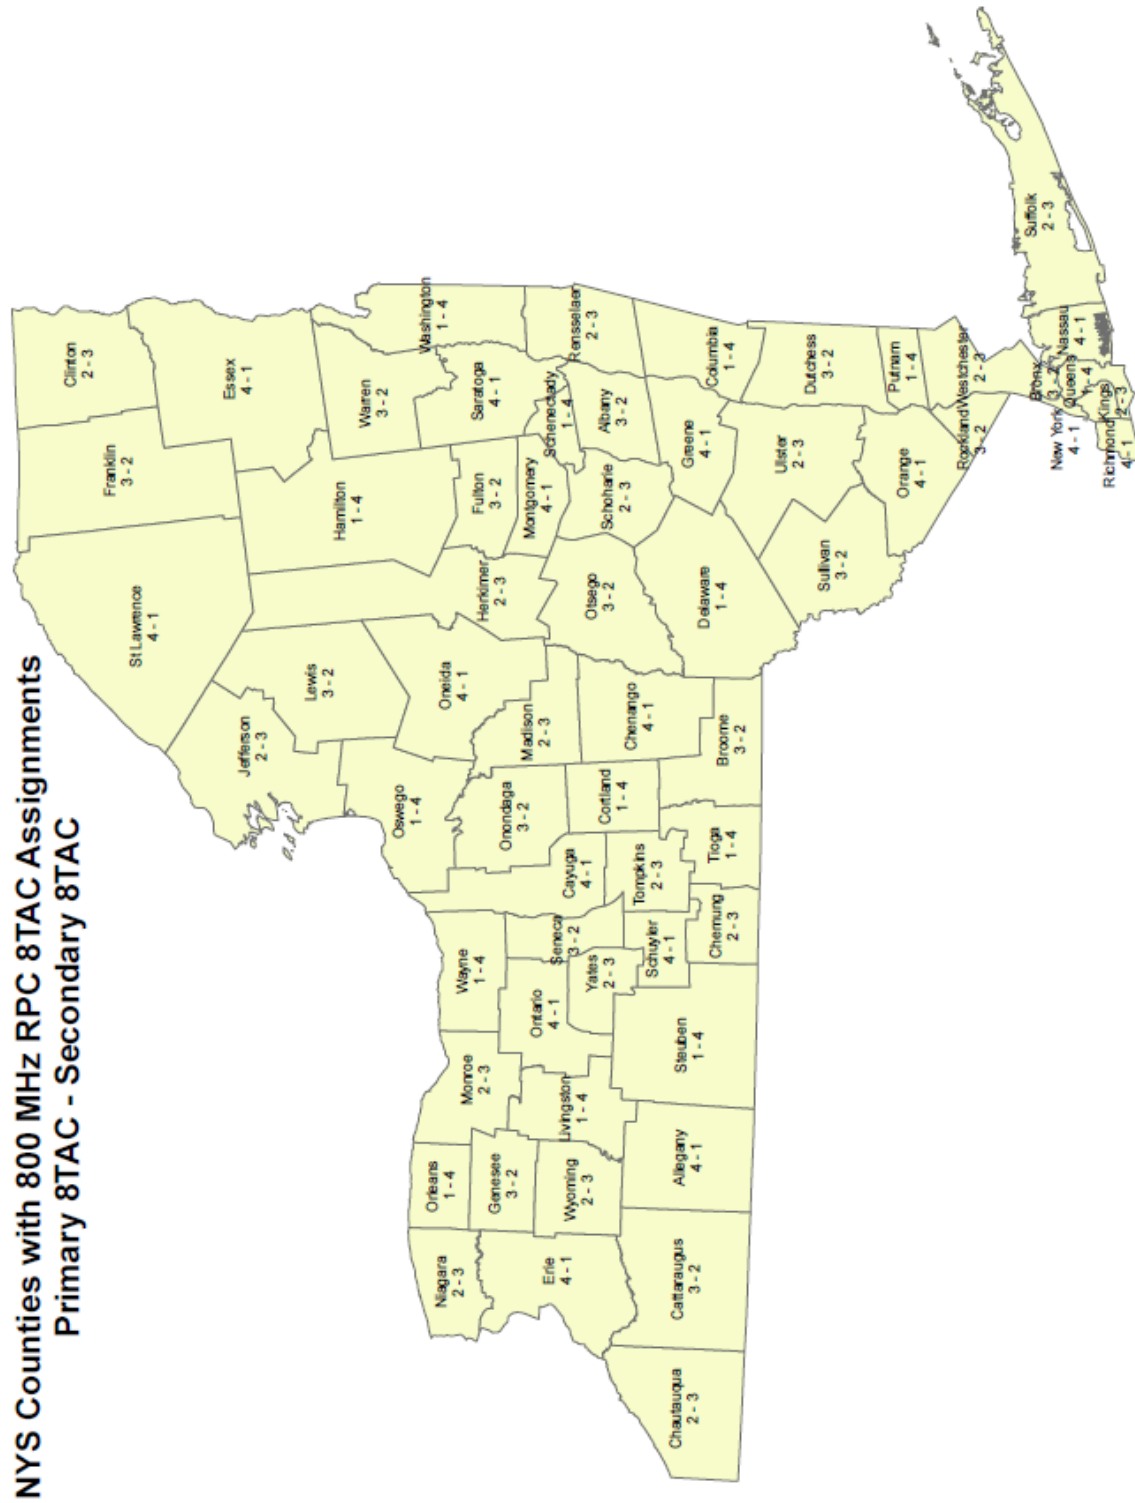 NYS Counties with 800 MHz RPC 8TAC Assignments
Primary 8TAC - Secondary 8TAC
Clinton
2 - 3
Franklin
3 - 2
St Lawrence
4 - 1
Essex
4 - 1
Jefferson
2 - 3
Lewis
3 - 2
Hamilton
1 - 4
Warren
3 - 2
Washington
1 - 4
Oswego
1 - 4
Oneida
4 - 1
Herkimer
2 - 3
Fulton
3 - 2
Saratoga
4 - 1
Niagara
2 - 3
Orleans
1 - 4
Monroe
2 - 3
Wayne
1 - 4
Onondaga
3 - 2
Madison
2 - 3
Montgomery
4 - 1
Schenectady
1 - 4
Rensselaer
2 - 3
Genesee
3 - 2
Erie
4 - 1
Wyoming
2 - 3
Livingston
1 - 4
Ontario
4 - 1
Seneca
3 - 2
Yates
2 - 3
Cayuga
4 - 1
Cortland
1 - 4
Chenango
4 - 1
Otsego
3 - 2
Schoharie
2 - 3
Albany
3 - 2
Tompkins
2 - 3
Schuyler
4 - 1
Chautauqua
2 - 3
Cattaraugus
3 - 2
Allegany
4 - 1
Steuben
1 - 4
Chemung
2 - 3
Tioga
1 - 4
Broome
3 - 2
Delaware
1 - 4
Greene
4 - 1
Columbia
1 - 4
Ulster
2 - 3
Dutchess
3 - 2
Sullivan
3 - 2
Orange
4 - 1
Putnam
1 - 4
Rockland
3 - 2
Westchester
2 - 3
Suffolk
2 - 3
Bronx
3 - 2
Nassau
4 - 1
New York
4 - 1
Queens
1 - 4
Kings
2 - 3
Richmond
4 - 1